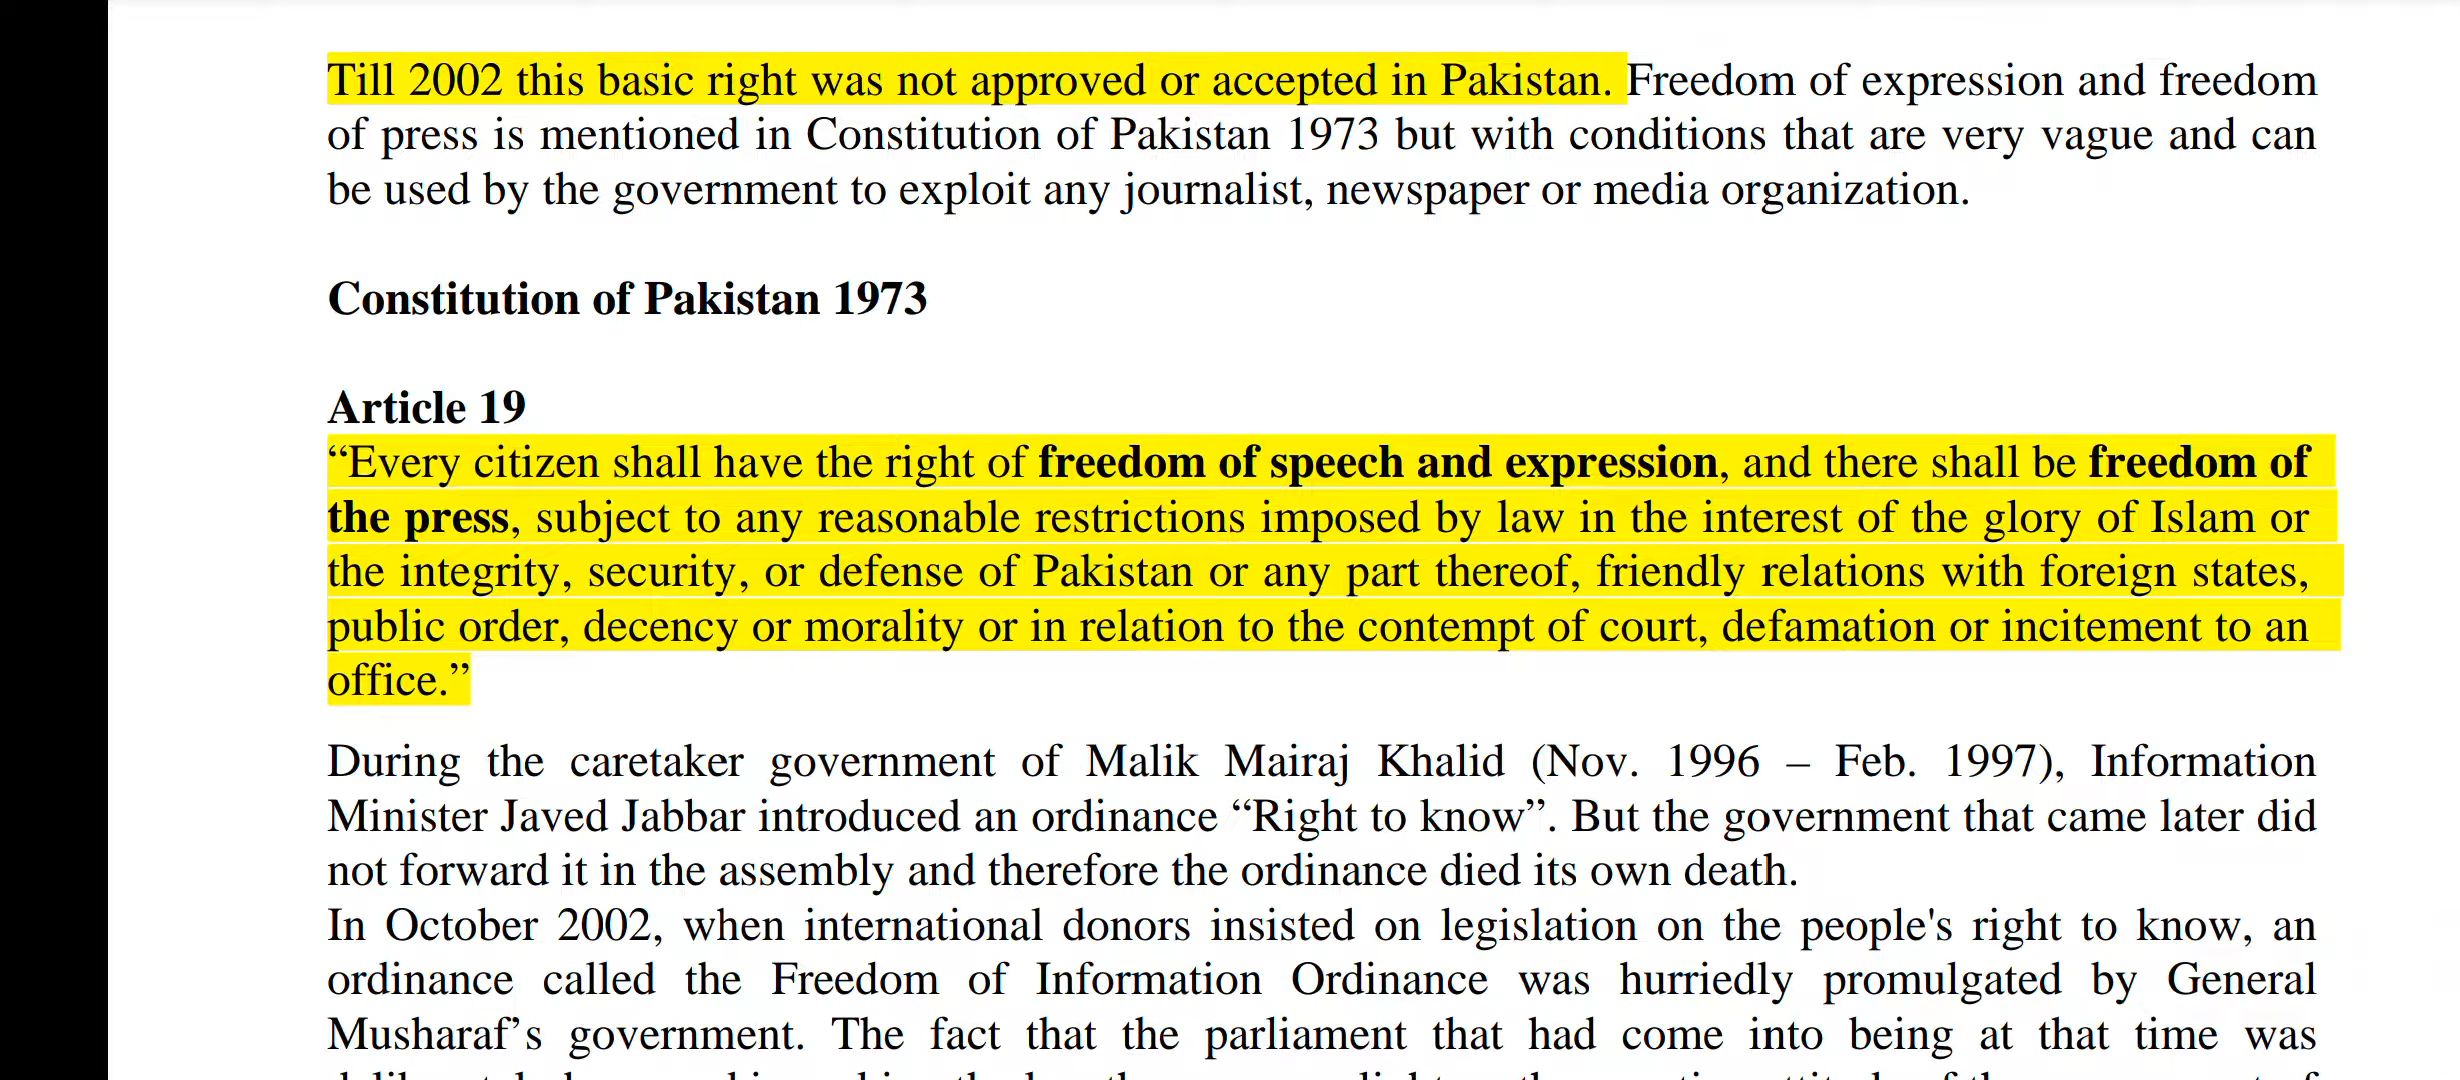 Till 2002 this basic right was not approved or accepted in Pakistan. Freedom of expression and freedom
of press is mentioned in Constitution of Pakistan 1973 but with conditions that are very vague and can
be used by the government to exploit any journalist, newspaper or media organization.
Constitution of Pakistan 1973
Article 19
“Every citizen shall have the right of freedom of speech and expression, and there shall be freedom of
the press, subject to any reasonable restrictions imposed by law in the interest of the glory of Islam or
the integrity, security, or defense of Pakistan or any part thereof, friendly relations with foreign states,
public order, decency or morality or in relation to the contempt of court, defamation or incitement to an
office.”
During the caretaker government of Malik Mairaj Khalid (Nov. 1996 – Feb. 1997), Information
Minister Javed Jabbar introduced an ordinance “Right to know”. But the government that came later did
not forward it in the assembly and therefore the ordinance died its own death.
In October 2002, when international donors insisted on legislation on the people's right to know, an
ordinance called the Freedom of Information Ordinance was hurriedly promulgated by General
Musharaf’s government. The fact that the parliament that had come into being at that time was